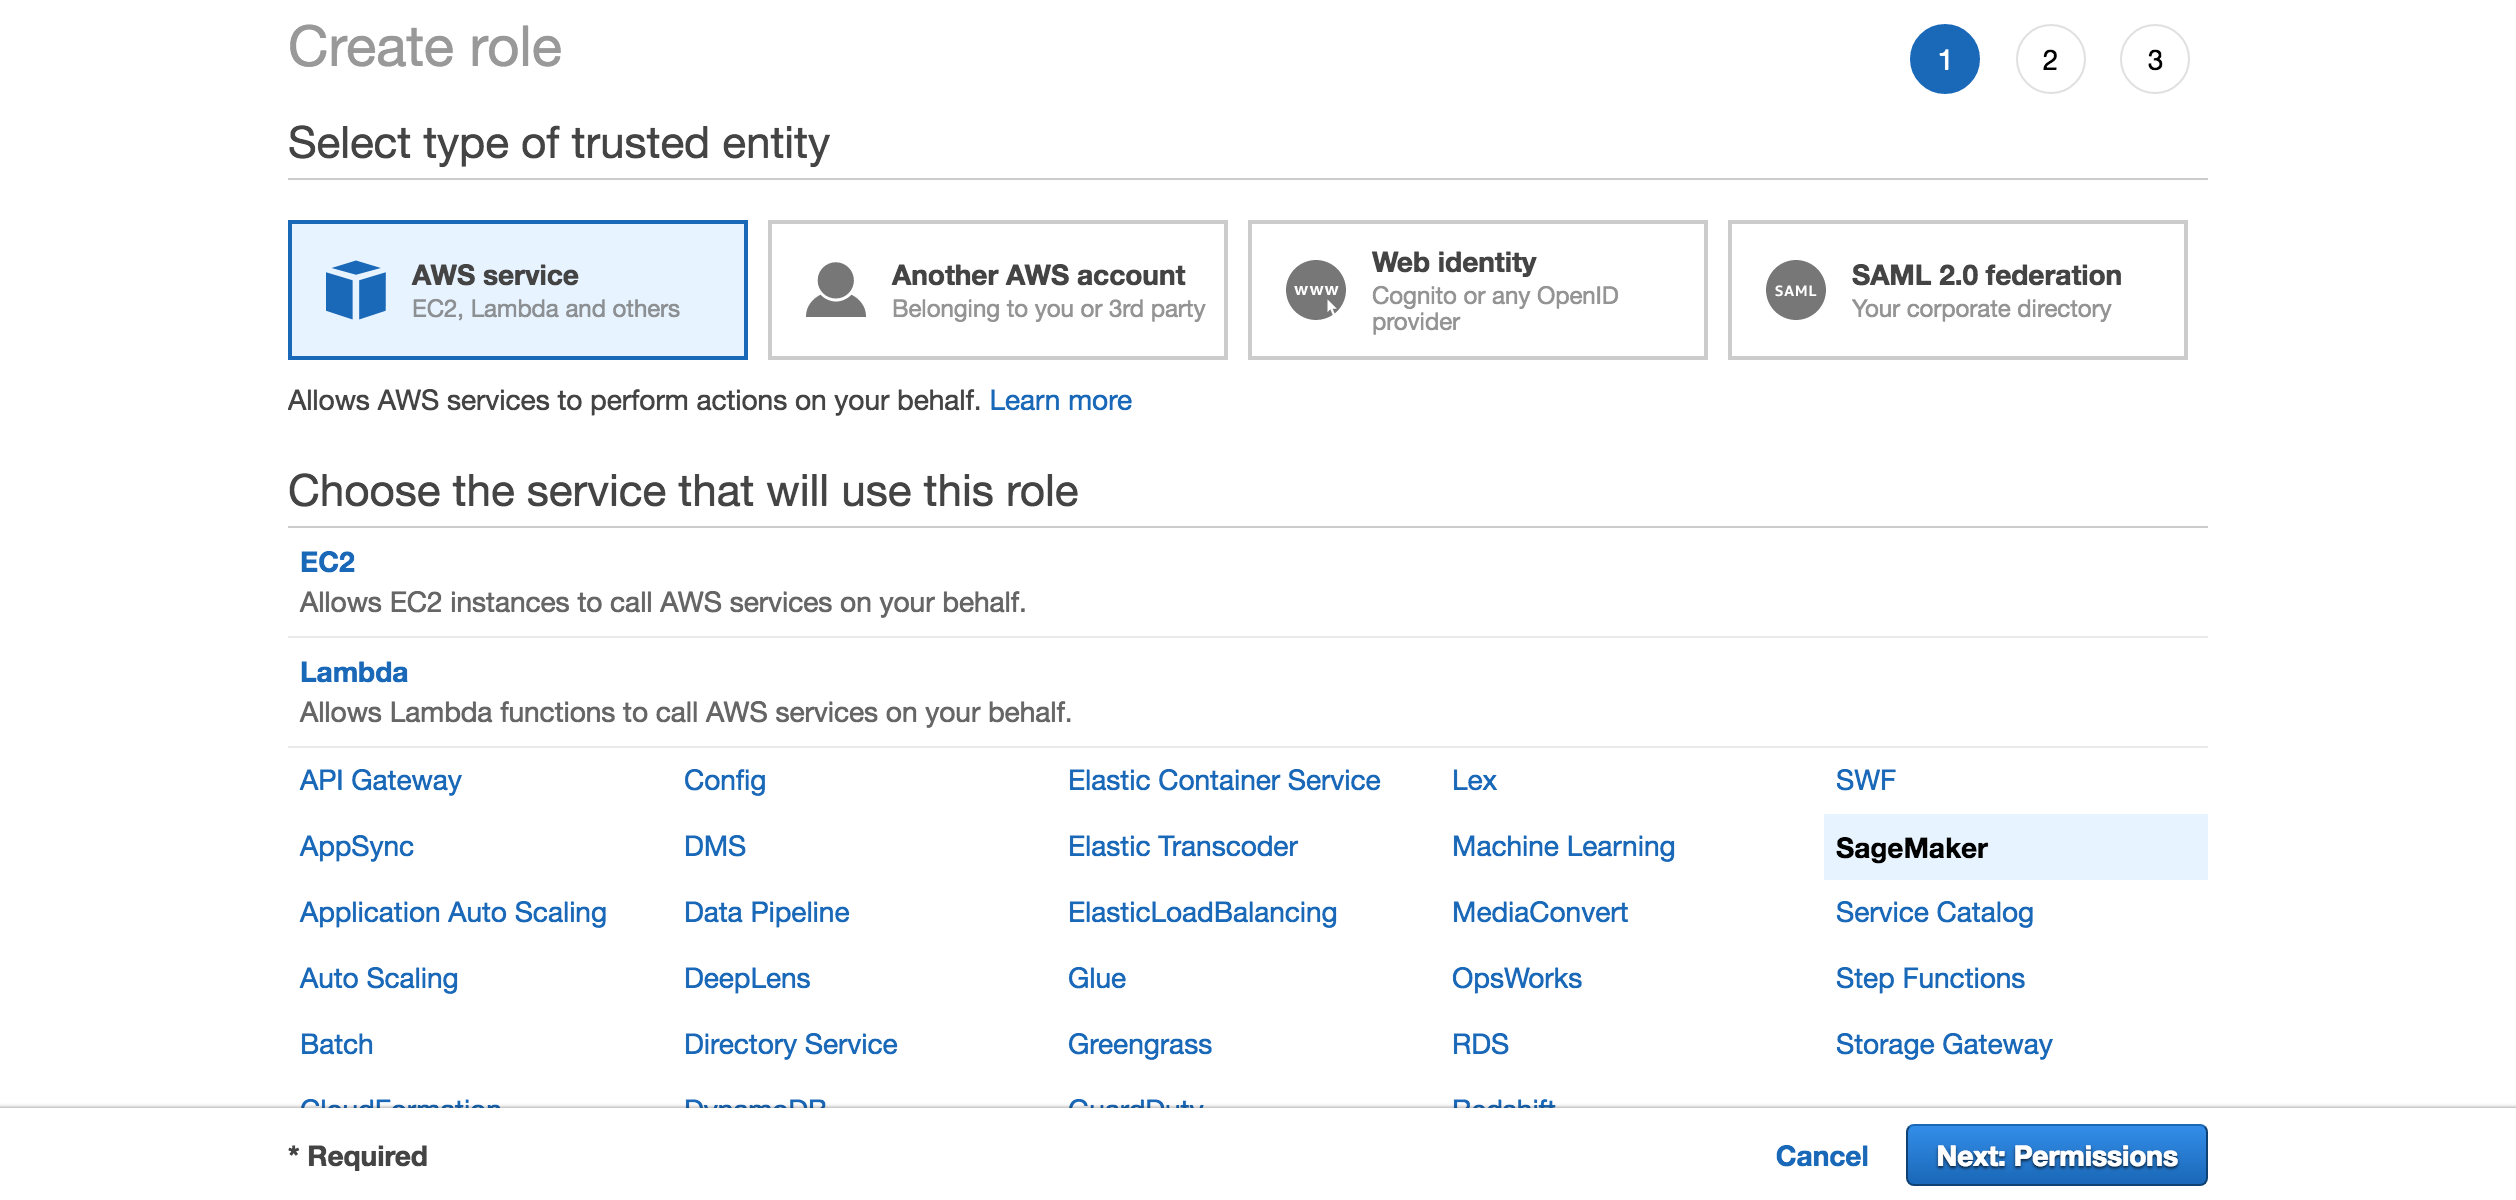 Create role
1 2 3
Select type of trusted entity
AWS service
EC2, Lambda and others
Another AWS account
Belonging to you or 3rd party
www
Web identity
Cognito or any OpenID
provider
SAML
SAML 2.0 federation
Your corporate directory
Allows AWS services to perform actions on your behalf. Learn more
Choose the service that will use this role
EC2
Allows EC2 instances to call AWS services on your behalf.
Lambda
Allows Lambda functions to call AWS services on your behalf.
API Gateway Config Elastic Container Service Lex SWF
AppSync DMS Elastic Transcoder Machine Learning SageMaker
Application Auto Scaling Data Pipeline ElasticLoadBalancing MediaConvert Service Catalog
Auto Scaling DeepLens Glue OpsWorks Step Functions
Batch Directory Service Greengrass RDS Storage Gateway
CloudFormation DynamoDB GuardDuty Redshift
* Required
Cancel Next: Permissions